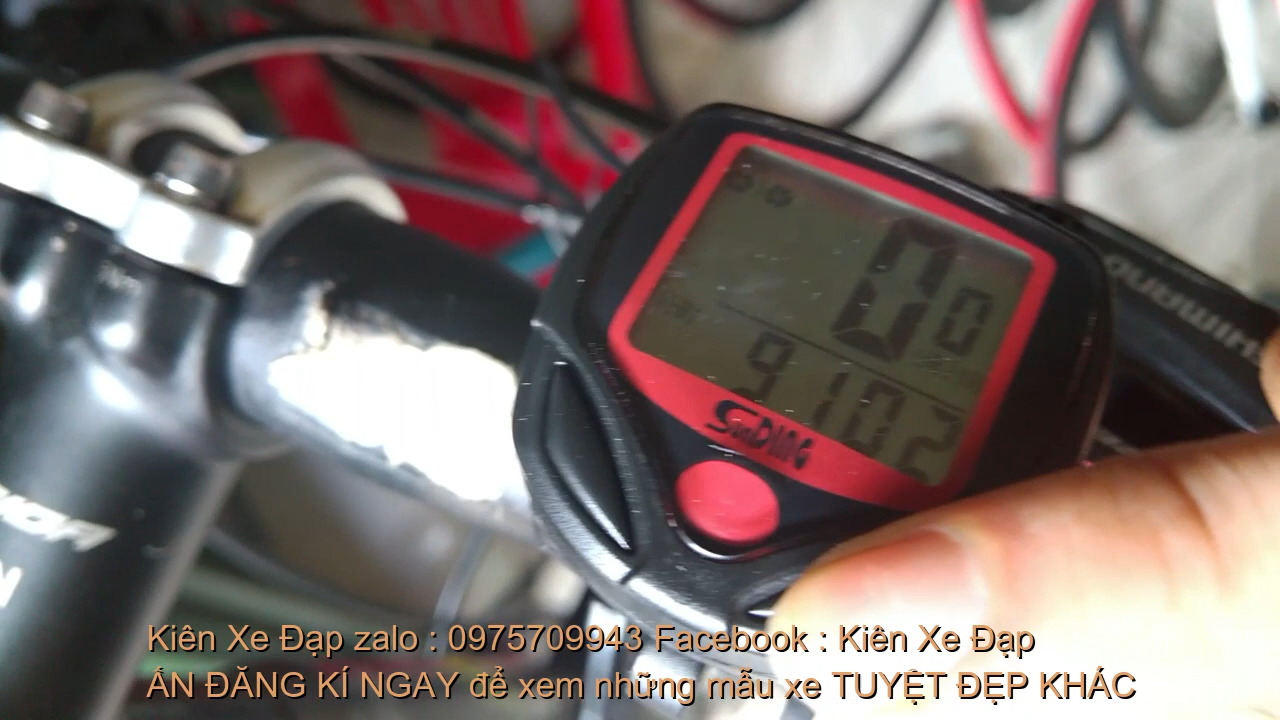 00
9102
SunDING
SHIMANO
Kiên Xe Đạp zalo : 0975709943 Facebook : Kiên Xe Đạp
ẤN ĐĂNG KÍ NGAY để xem những mẫu xe TUYỆT ĐẸP KHÁC